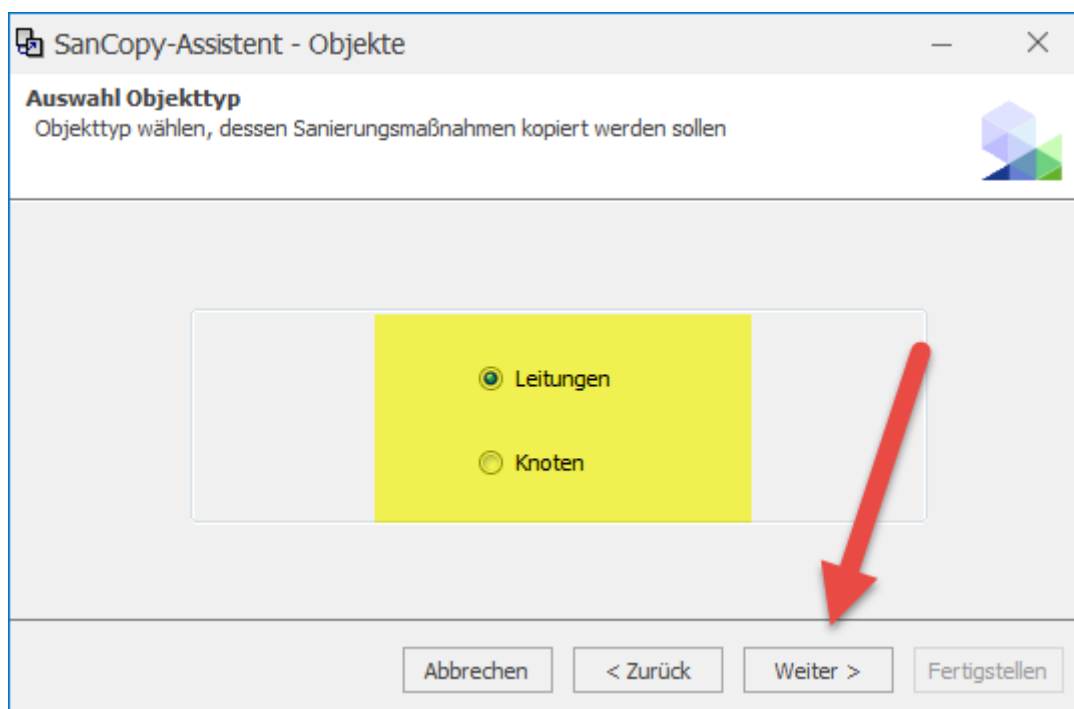 SanCopy-Assistent - Objekte
Auswahl Objekttyp
Objekttyp wählen, dessen Sanierungsmaßnahmen kopiert werden sollen
Leitungen
Knoten
Abbrechen
< Zurück
Weiter >
Fertigstellen